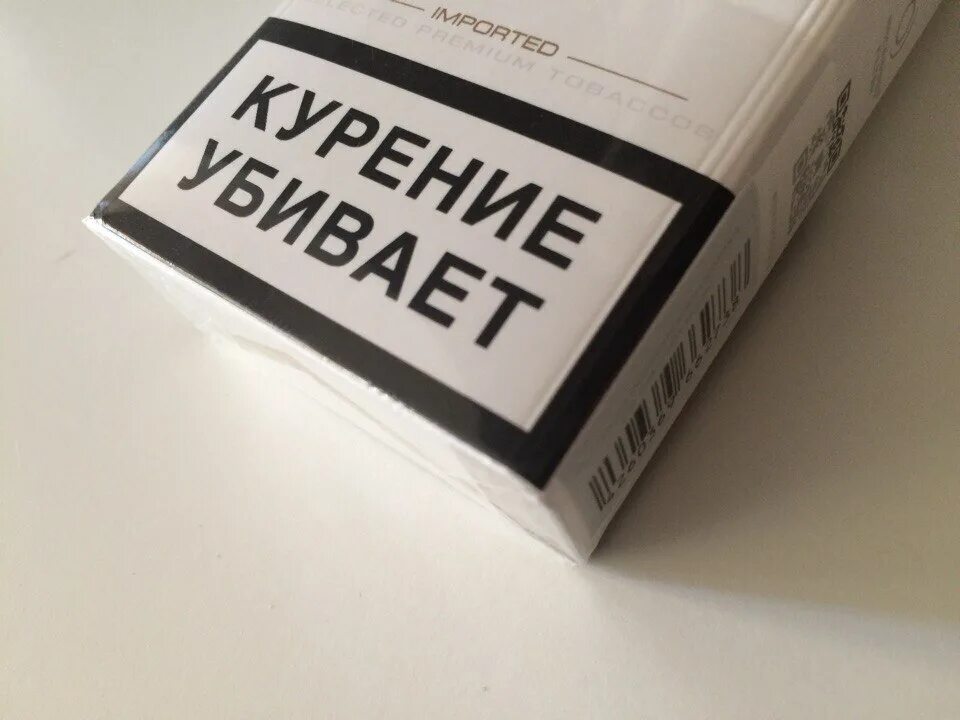 IMPORTED
SELECTED PREMIUM TOBACCOS
КУРЕНИЕ
УБИВАЕТ